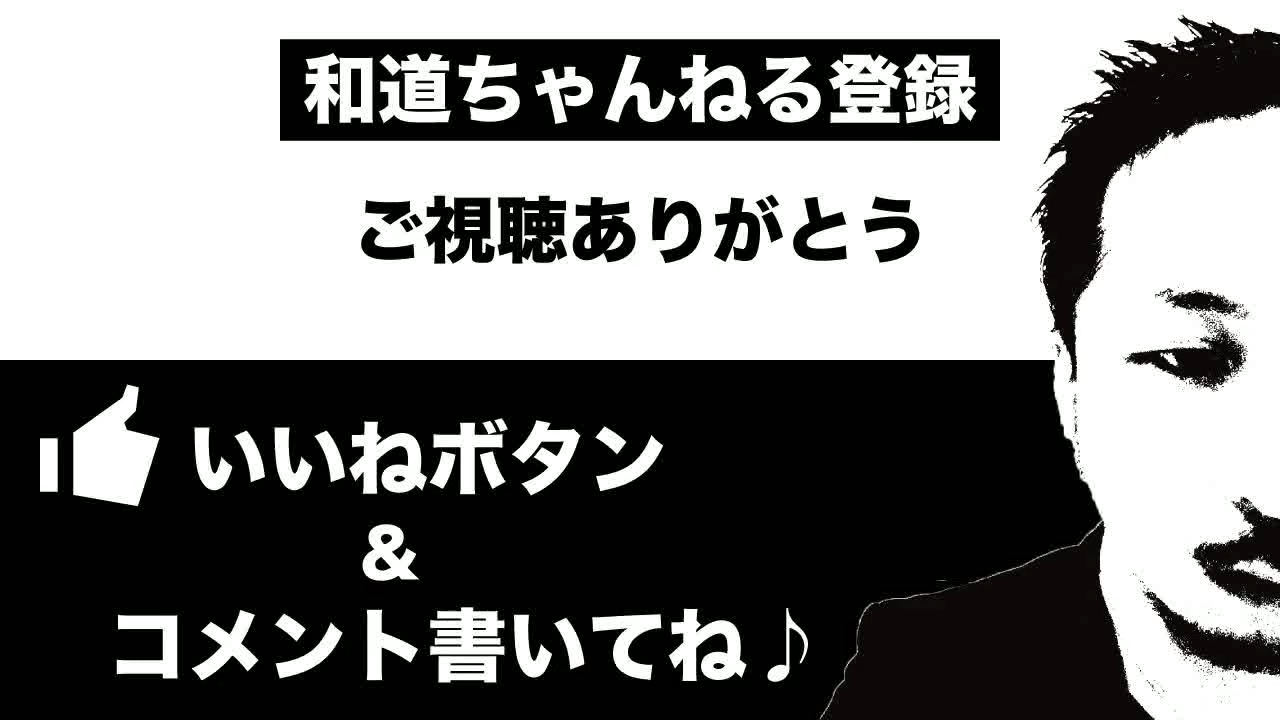 和道ちゃんねる登録
ご視聴ありがとう
いいねボタン
&
コメント書いてね♪